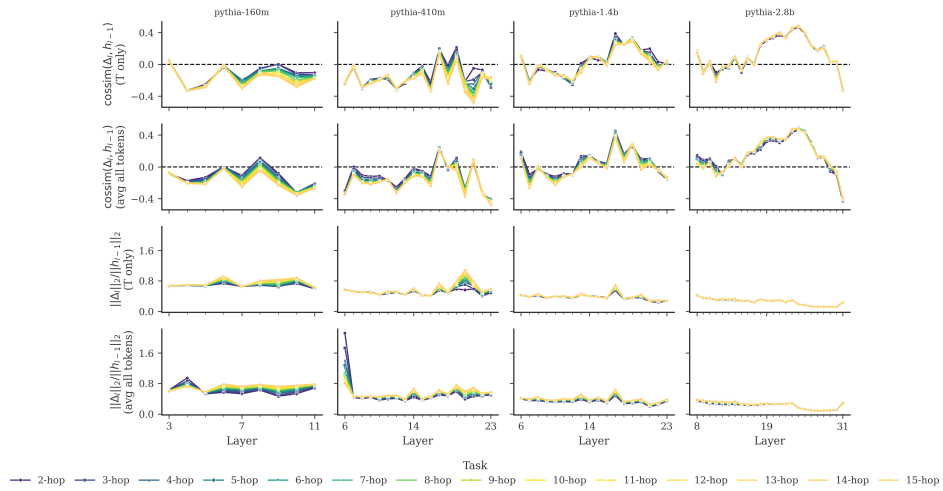 pythia-160m pythia-410m pythia-1.4b pythia-2.8b
cossim(Δₗ, hₗ₋₁)
(T only)
0.4
0.0
−0.4
cossim(Δₗ, hₗ₋₁)
(avg all tokens)
0.4
0.0
−0.4
||Δₗ||₂/||hₗ₋₁||₂
(T only)
1.6
0.8
0.0
||Δₗ||₂/||hₗ₋₁||₂
(avg all tokens)
1.6
0.8
0.0
3 7 11 6 14 23 6 14 23 8 19 31
Layer Layer Layer Layer
Task
2-hop 3-hop 4-hop 5-hop 6-hop 7-hop 8-hop 9-hop 10-hop 11-hop 12-hop 13-hop 14-hop 15-hop